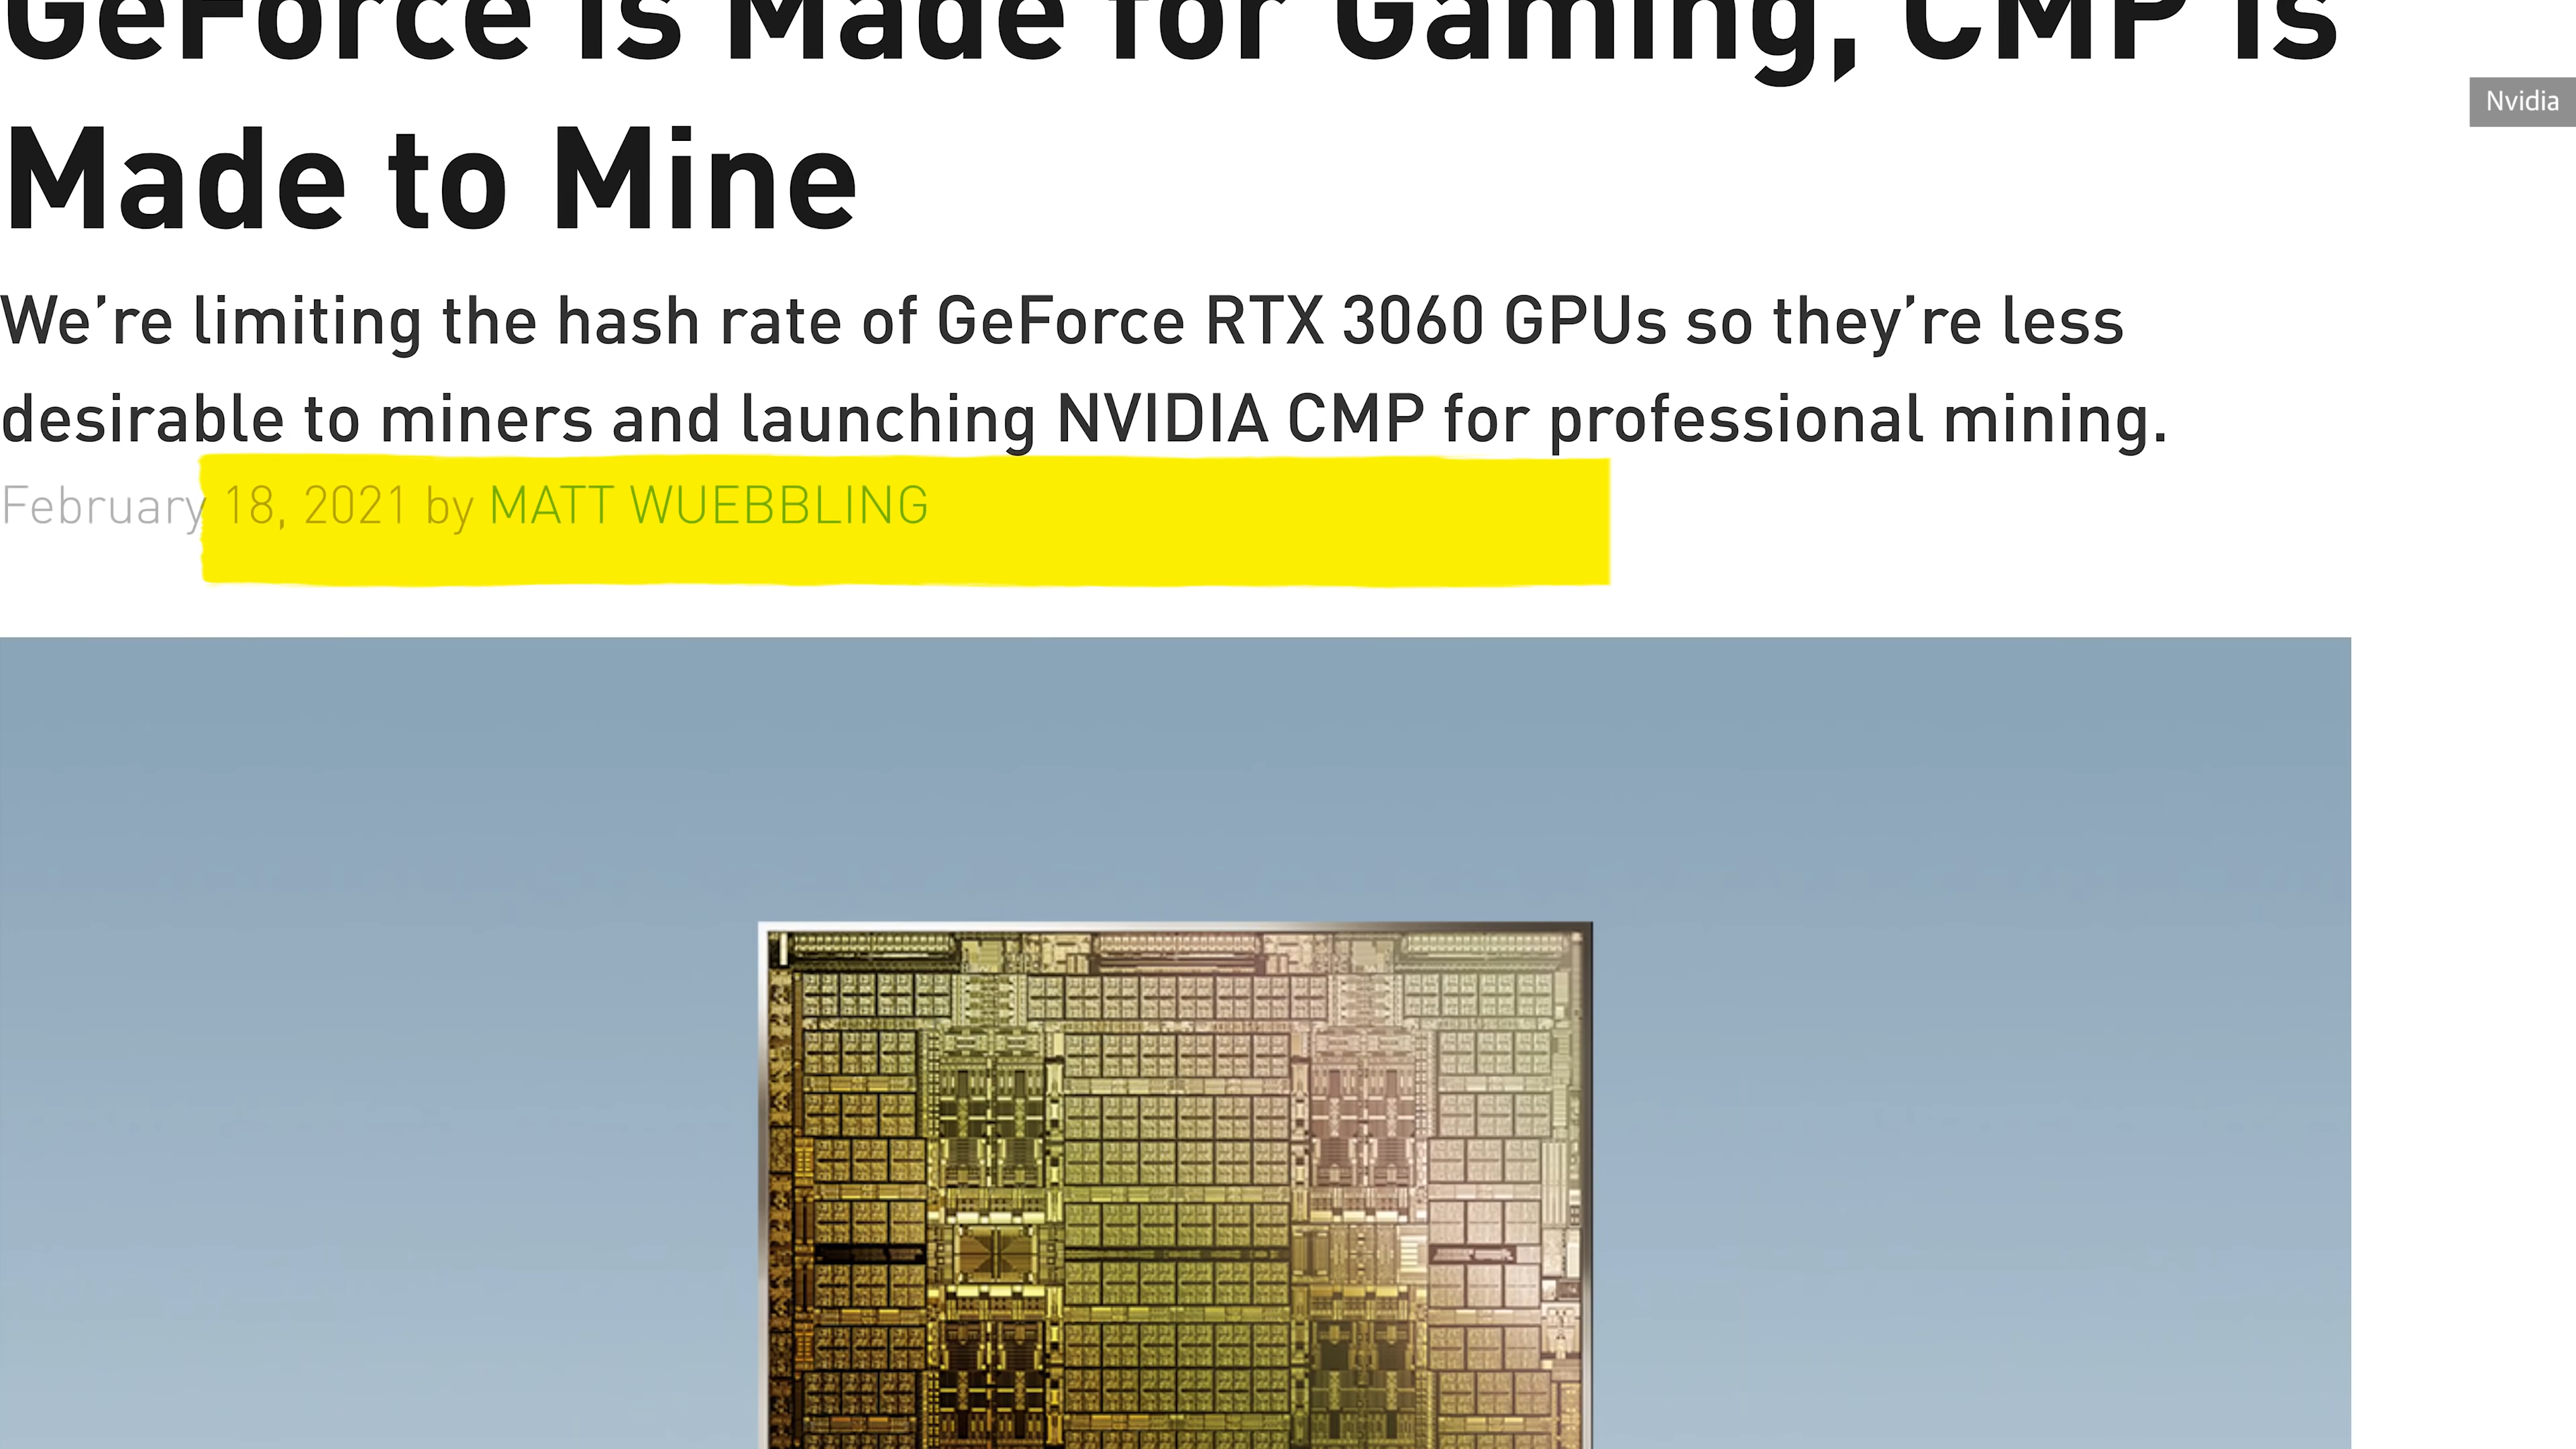 GeForce Is Made for Gaming, CMP Is
Made to Mine
Nvidia
We’re limiting the hash rate of GeForce RTX 3060 GPUs so they’re less
desirable to miners and launching NVIDIA CMP for professional mining.
February 18, 2021 by MATT WUEBBLING